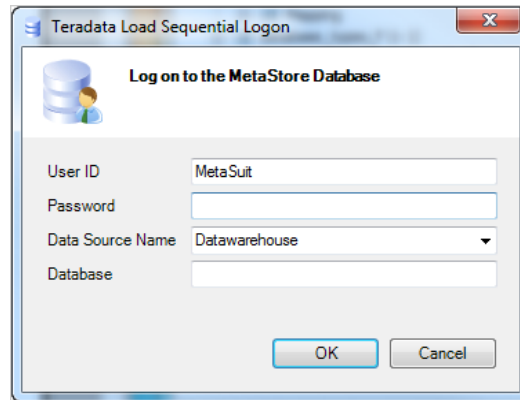 Teradata Load Sequential Logon
Log on to the MetaStore Database
User ID MetaSuit
Password
Data Source Name Datawarehouse
Database
OK Cancel